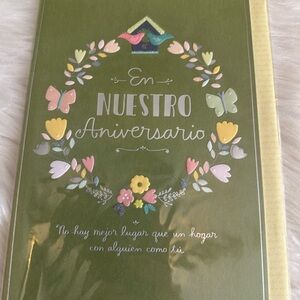 En
NUESTRO
Aniversario
"No hay mejor lugar que un hogar
con alguien como tú